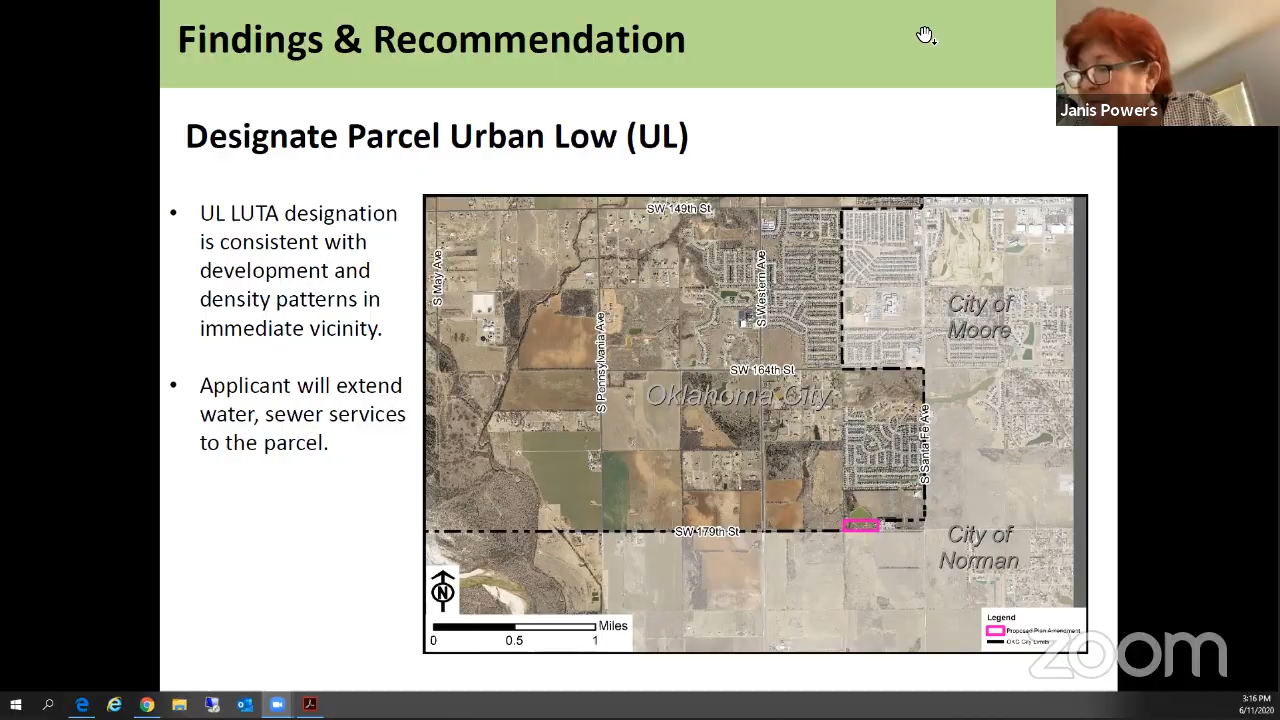 Findings & Recommendation
Janis Powers
Designate Parcel Urban Low (UL)
• UL LUTA designation
is consistent with
development and
density patterns in
immediate vicinity.
• Applicant will extend
water, sewer services
to the parcel.
SW 149th St.
S May Ave
S Western Ave
City of
Moore
S Pennsylvania Ave
SW 164th St
Oklahoma City
S Santa Fe Ave
SW 179th St
City of
Norman
N
Miles
0 0.5 1
Legend
Proposed Plan Amendment
OKC City Limits
zoom
3:16 PM
6/11/2020